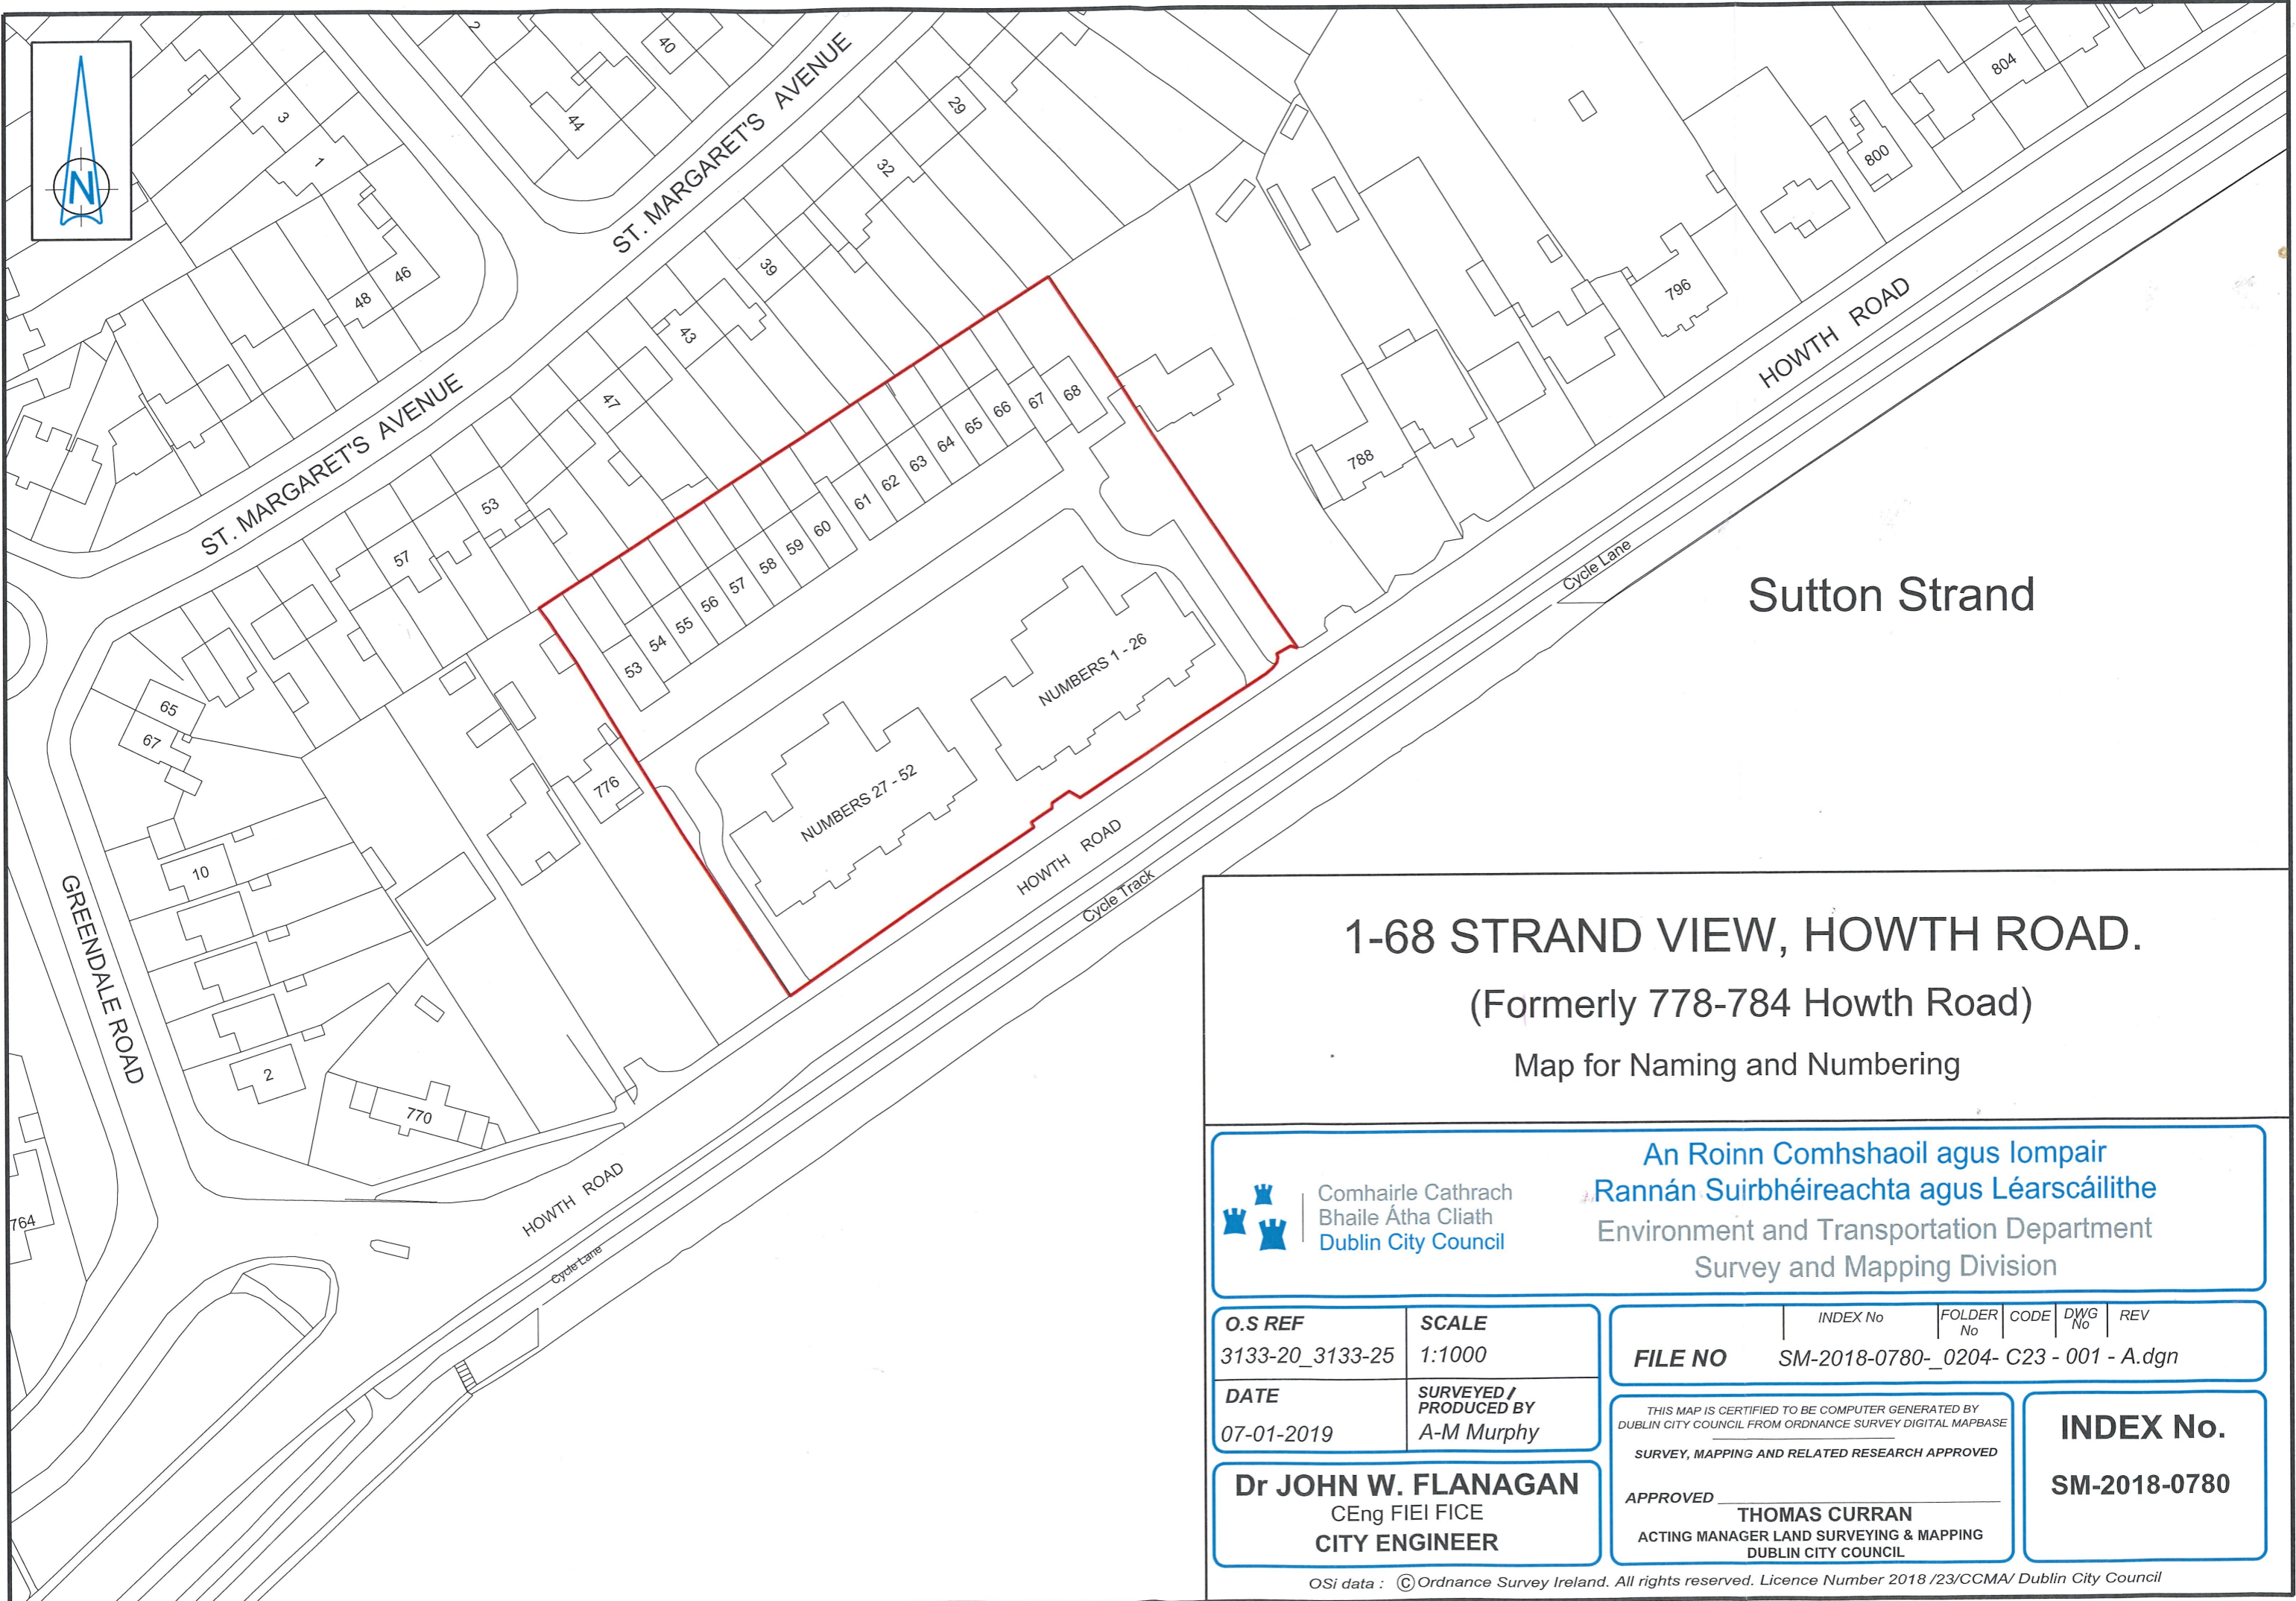 N
2
40
44
3
1
48
46
ST. MARGARET'S AVENUE
29
32
39
43
47
53
57
ST. MARGARET'S AVENUE
65
67
10
2
GREENDALE ROAD
764
770
776
53
54
55
56
57
58
59
60
61
62
63
64
65
66
67
68
NUMBERS 1 - 26
NUMBERS 27 - 52
788
796
800
804
HOWTH ROAD
Cycle Lane
Sutton Strand
HOWTH ROAD
Cycle Track
HOWTH ROAD
Cycle Lane
1-68 STRAND VIEW, HOWTH ROAD.
(Formerly 778-784 Howth Road)
Map for Naming and Numbering
Comhairle Cathrach
Bhaile Átha Cliath
Dublin City Council
An Roinn Comhshaoil agus Iompair
Rannán Suirbhéireachta agus Léarscáilithe
Environment and Transportation Department
Survey and Mapping Division
O.S REF
3133-20_3133-25
SCALE
1:1000
DATE
07-01-2019
SURVEYED/
PRODUCED BY
A-M Murphy
INDEX No
FOLDER
No
CODE
DWG
No
REV
FILE NO SM-2018-0780-_0204- C23 - 001 - A.dgn
Dr JOHN W. FLANAGAN
CEng FIEI FICE
CITY ENGINEER
THIS MAP IS CERTIFIED TO BE COMPUTER GENERATED BY
DUBLIN CITY COUNCIL FROM ORDNANCE SURVEY DIGITAL MAPBASE
SURVEY, MAPPING AND RELATED RESEARCH APPROVED
APPROVED
THOMAS CURRAN
ACTING MANAGER LAND SURVEYING & MAPPING
DUBLIN CITY COUNCIL
INDEX No.
SM-2018-0780
OSi data : ©Ordnance Survey Ireland. All rights reserved. Licence Number 2018 /23/CCMA/ Dublin City Council